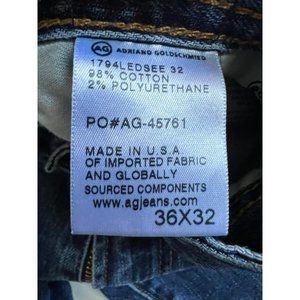 AG ADRIANO GOLDSCHMIED
1794LEDSEE 32
98% COTTON
2% POLYURETHANE
PO#AG-45761
MADE IN U.S.A
OF IMPORTED FABRIC
AND GLOBALLY
SOURCED COMPONENTS
www.agjeans.com
36X32